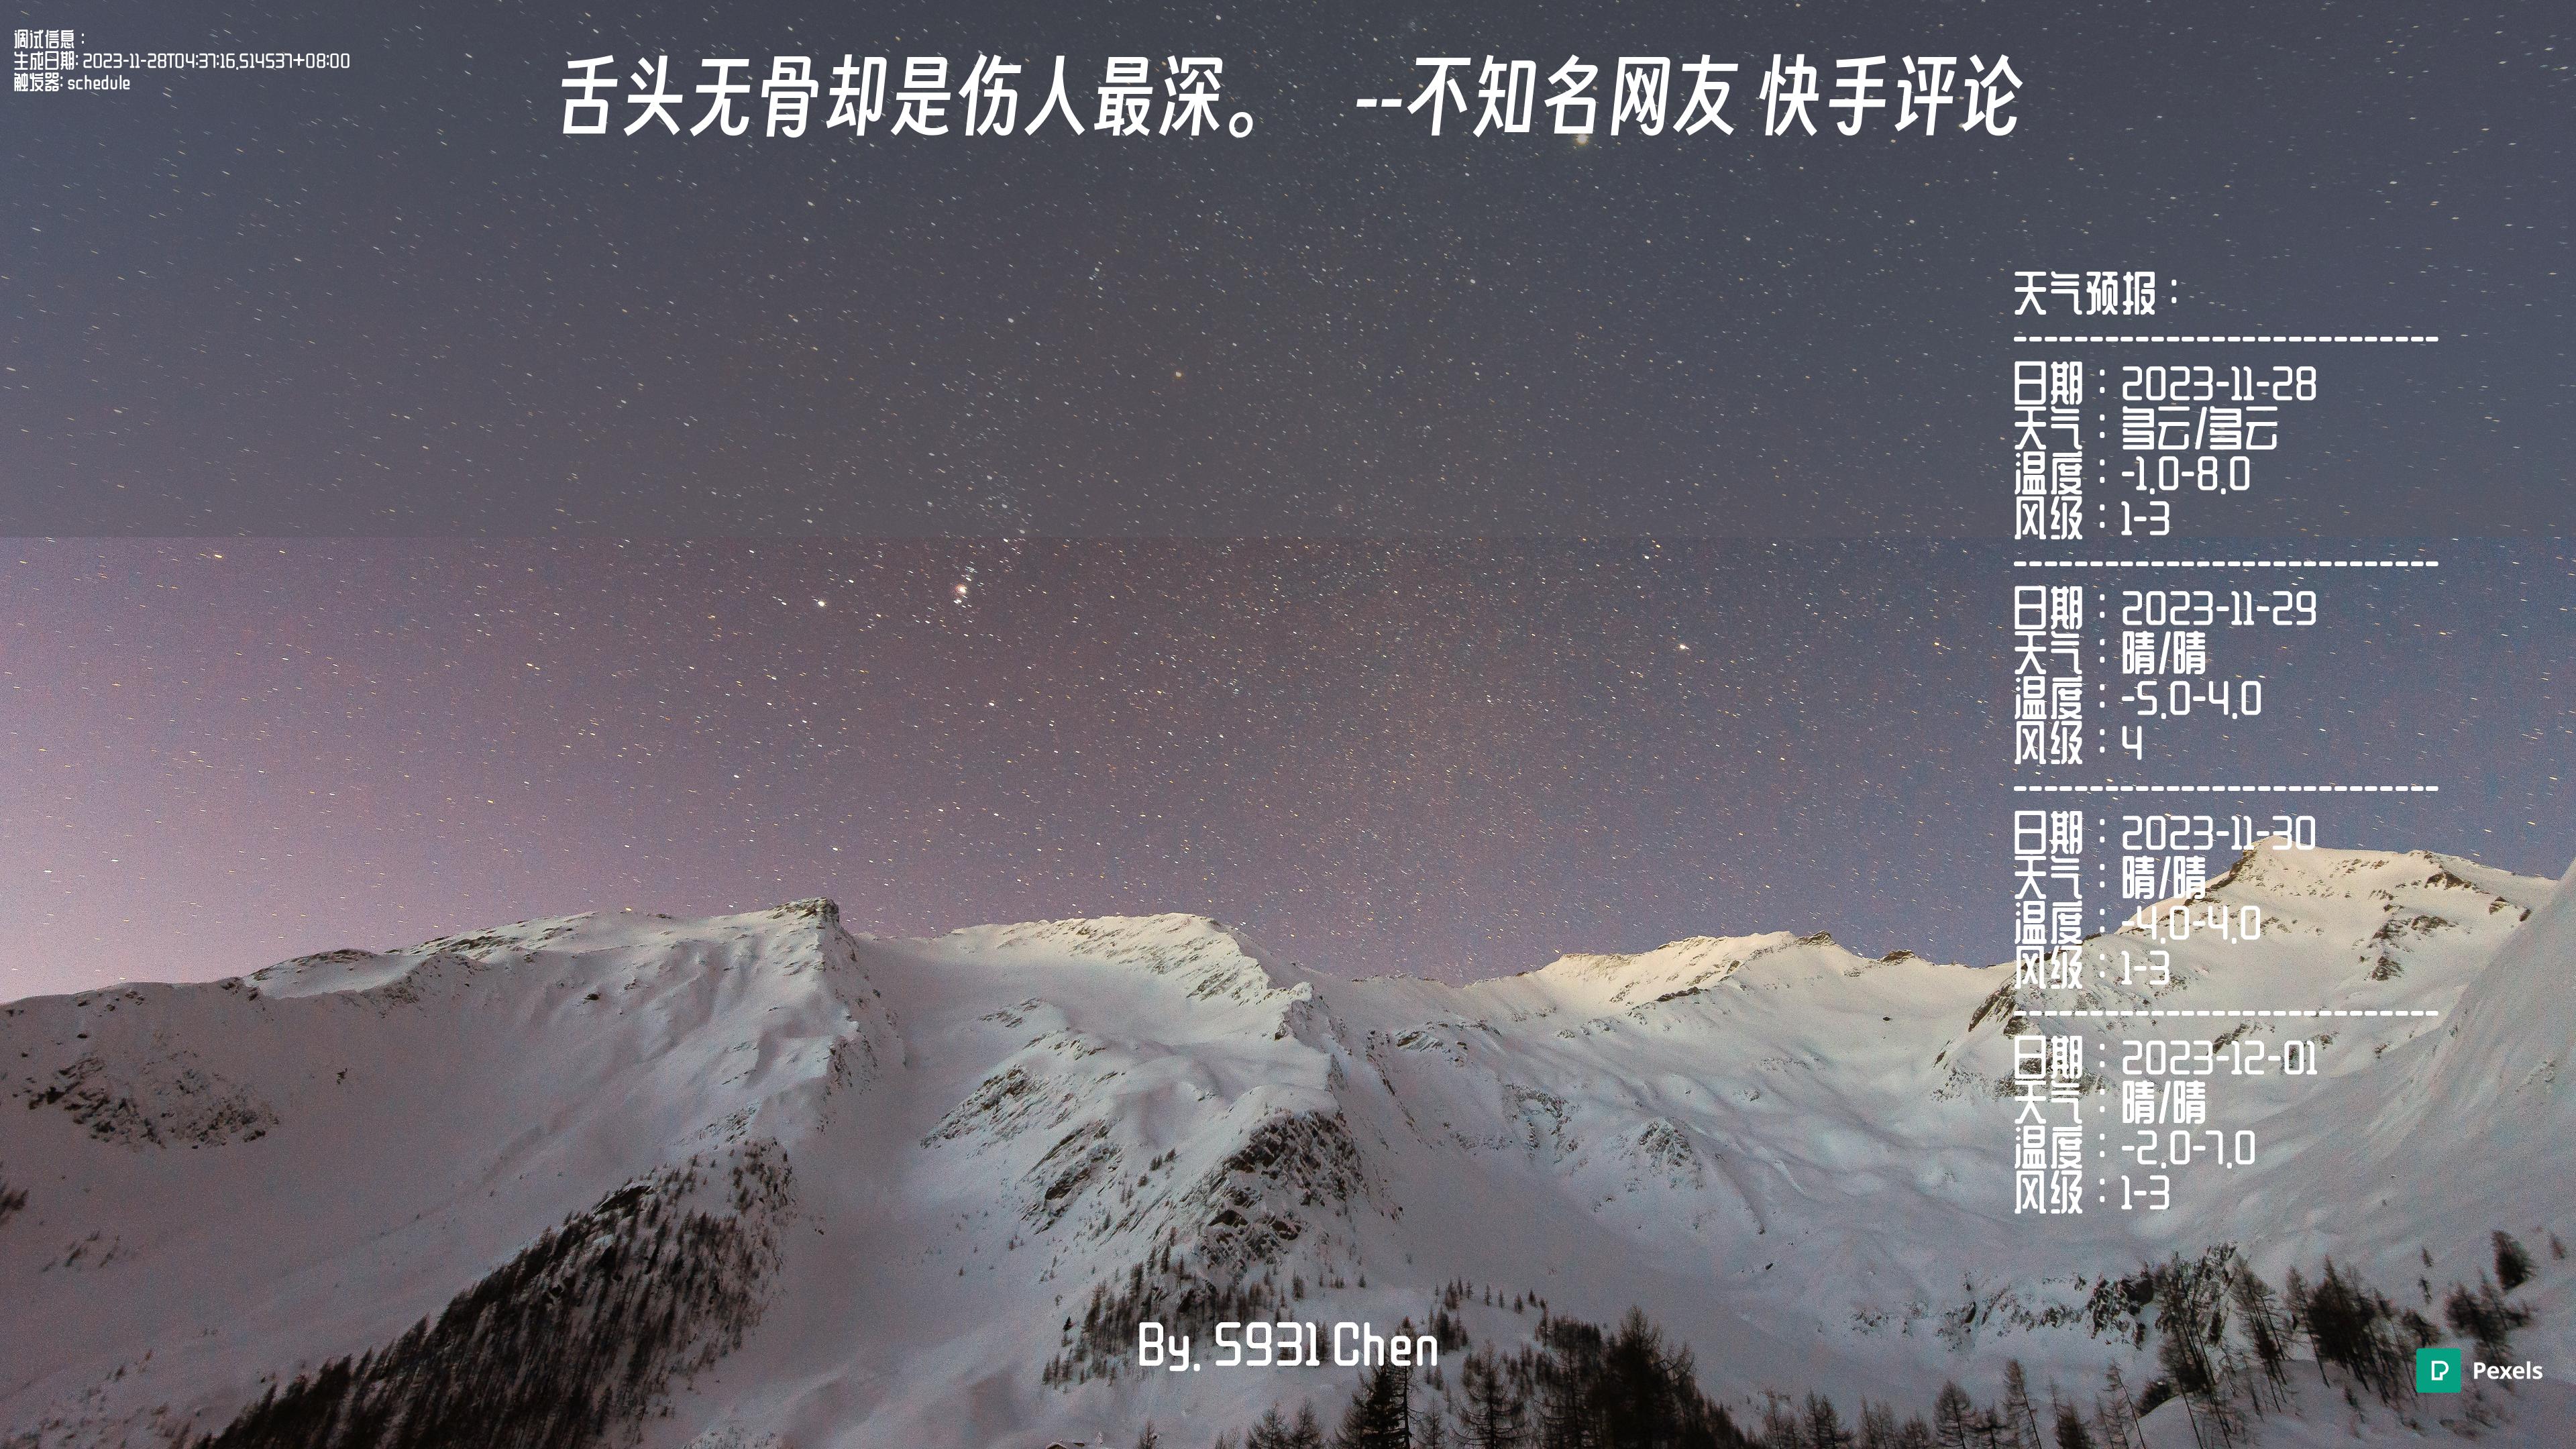 调试信息：
生成日期: 2023-11-28T04:37:16.514537+08:00
触发器: schedule
舌头无骨却是伤人最深。 --不知名网友 快手评论
天气预报：
----------------------------
日期：2023-11-28
天气：多云/多云
温度：-1.0-8.0
风级：1-3
----------------------------
日期：2023-11-29
天气：晴/晴
温度：-5.0-4.0
风级：4
----------------------------
日期：2023-11-30
天气：晴/晴
温度：-4.0-4.0
风级：1-3
----------------------------
日期：2023-12-01
天气：晴/晴
温度：-2.0-7.0
风级：1-3
By. S931 Chen
Pexels